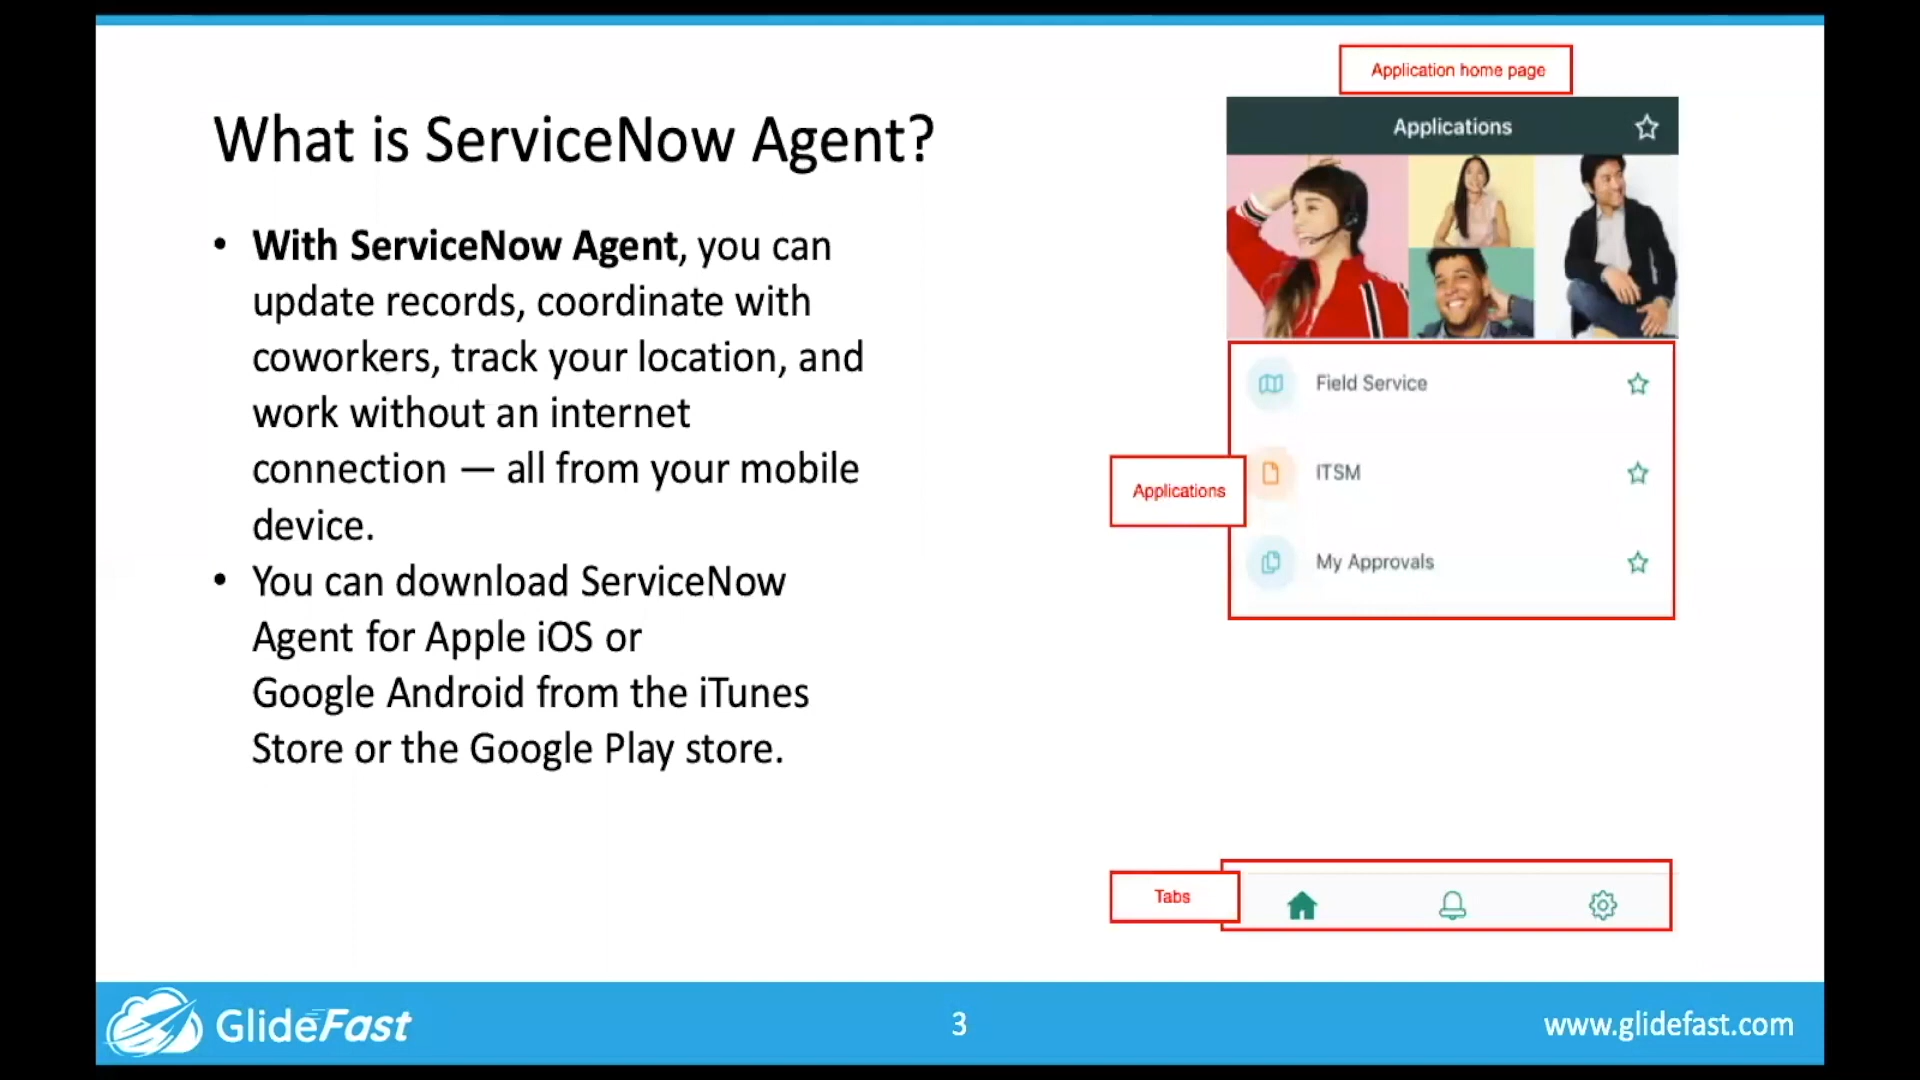 Application home page
What is ServiceNow Agent?
Applications
• With ServiceNow Agent, you can
update records, coordinate with
coworkers, track your location, and
work without an internet
connection — all from your mobile
device.
• You can download ServiceNow
Agent for Apple iOS or
Google Android from the iTunes
Store or the Google Play store.
Field Service
ITSM
Applications
My Approvals
Tabs
GlideFast
3
www.glidefast.com